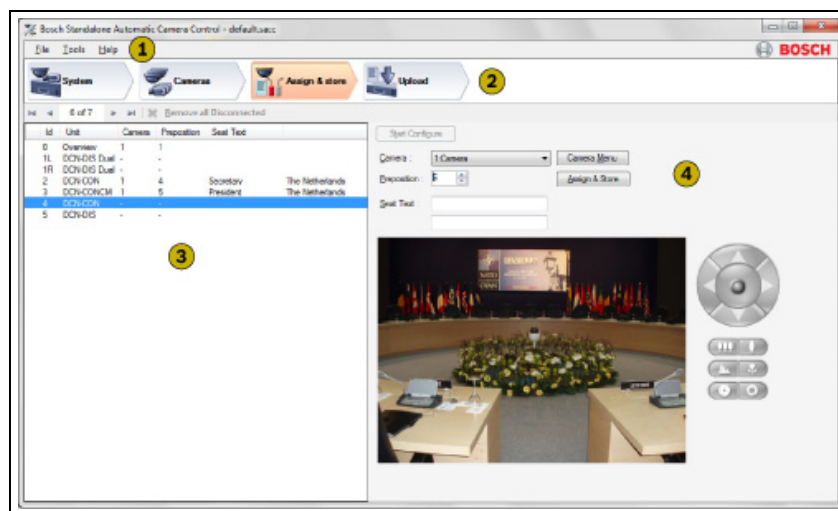 Bosch Standalone Automatic Camera Control - default.sacc
File Tools Help 1
BOSCH
System Cameras Assign & store Upload 2
6 of 7 Remove all Disconnected
Id Unit Camera Preposition Seat Text
0 Overview 1 1
1L DCN-DIS Dual - -
1R DCN-DIS Dual - -
2 DCN-CON 1 4 Secretary The Netherlands
3 DCN-CONCM 1 5 President The Netherlands
4 DCN-CON - -
5 DCN-DIS - -
3
Start Configure
Camera : 1:Camera Camera Menu
Preposition : Assign & Store
4
Seat Text
NATO
OTAN